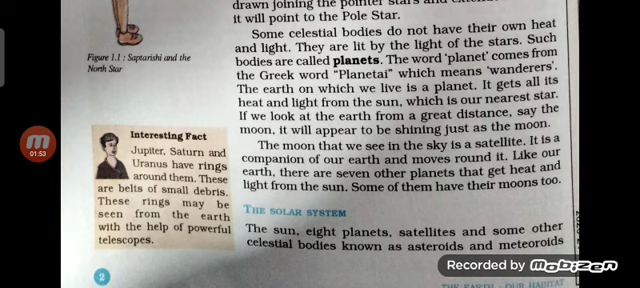 drawn joining the pointer stars and
it will point to the Pole Star.
Some celestial bodies do not have their own heat
and light. They are lit by the light of the stars. Such
bodies are called planets. The word ‘planet’ comes from
the Greek word “Planetai” which means ‘wanderers’.
The earth on which we live is a planet. It gets all its
heat and light from the sun, which is our nearest star.
If we look at the earth from a great distance, say the
moon, it will appear to be shining just as the moon.
The moon that we see in the sky is a satellite. It is a
companion of our earth and moves round it. Like our
earth, there are seven other planets that get heat and
light from the sun. Some of them have their moons too.
THE SOLAR SYSTEM
The sun, eight planets, satellites and some other
celestial bodies known as asteroids and meteoroids
Figure 1.1 : Saptarishi and the
North Star
Interesting Fact
Jupiter, Saturn and
Uranus have rings
around them. These
are belts of small debris.
These rings may be
seen from the earth
with the help of powerful
telescopes.
2
THE EARTH : OUR HABITAT
01:53
Recorded by mobizen